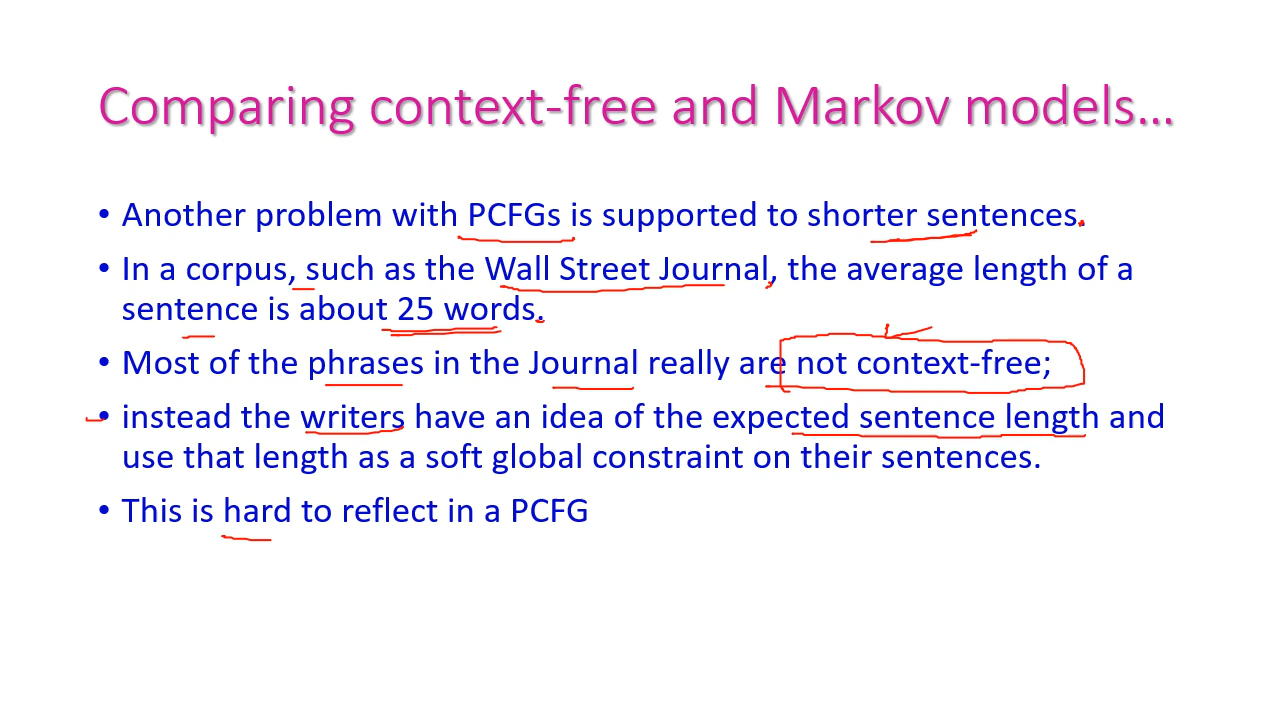 Comparing context-free and Markov models…
• Another problem with PCFGs is supported to shorter sentences.
• In a corpus, such as the Wall Street Journal, the average length of a
sentence is about 25 words.
• Most of the phrases in the Journal really are not context-free;
• instead the writers have an idea of the expected sentence length and
use that length as a soft global constraint on their sentences.
• This is hard to reflect in a PCFG